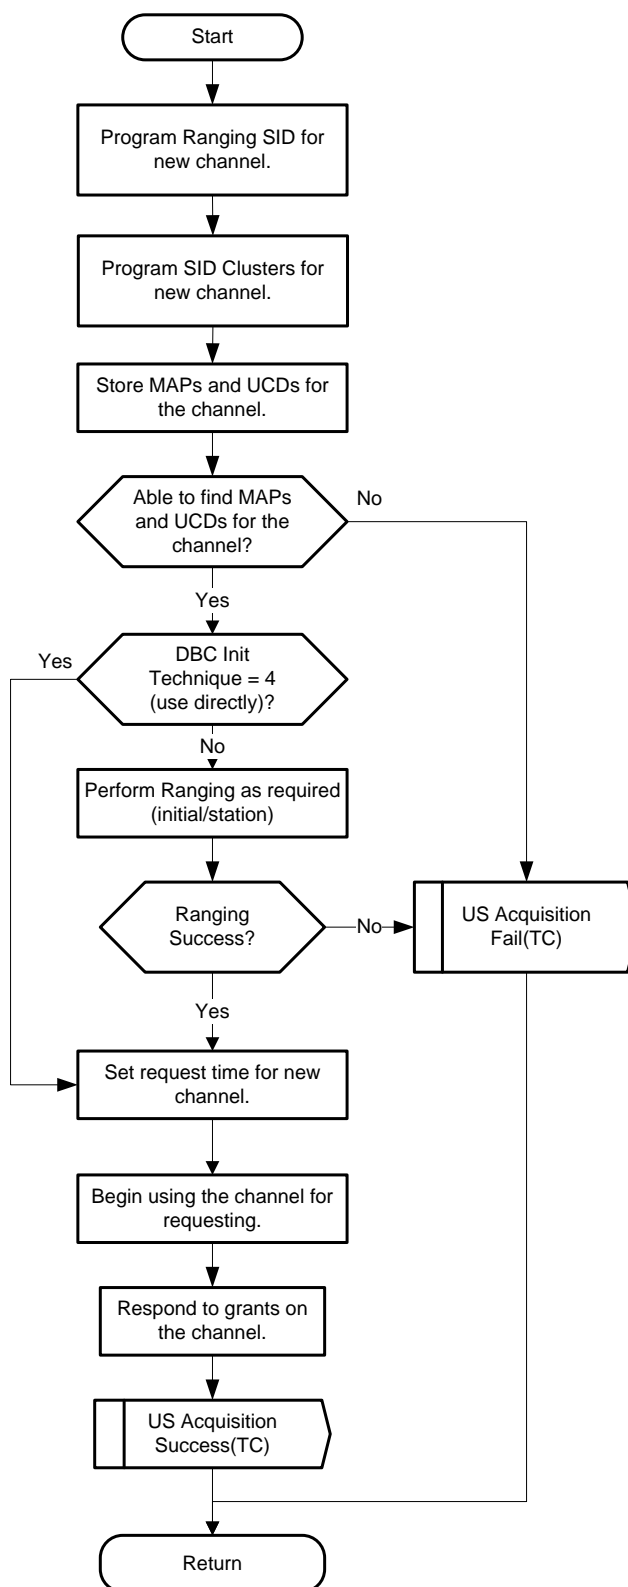 Start
Program Ranging SID for
new channel.
Program SID Clusters for
new channel.
Store MAPs and UCDs for
the channel.
Able to find MAPs
and UCDs for the
channel?
No
Yes
DBC Init
Technique = 4
(use directly)?
Yes
No
Perform Ranging as required
(initial/station)
Ranging
Success?
No
US Acquisition
Fail(TC)
Yes
Set request time for new
channel.
Begin using the channel for
requesting.
Respond to grants on
the channel.
US Acquisition
Success(TC)
Return